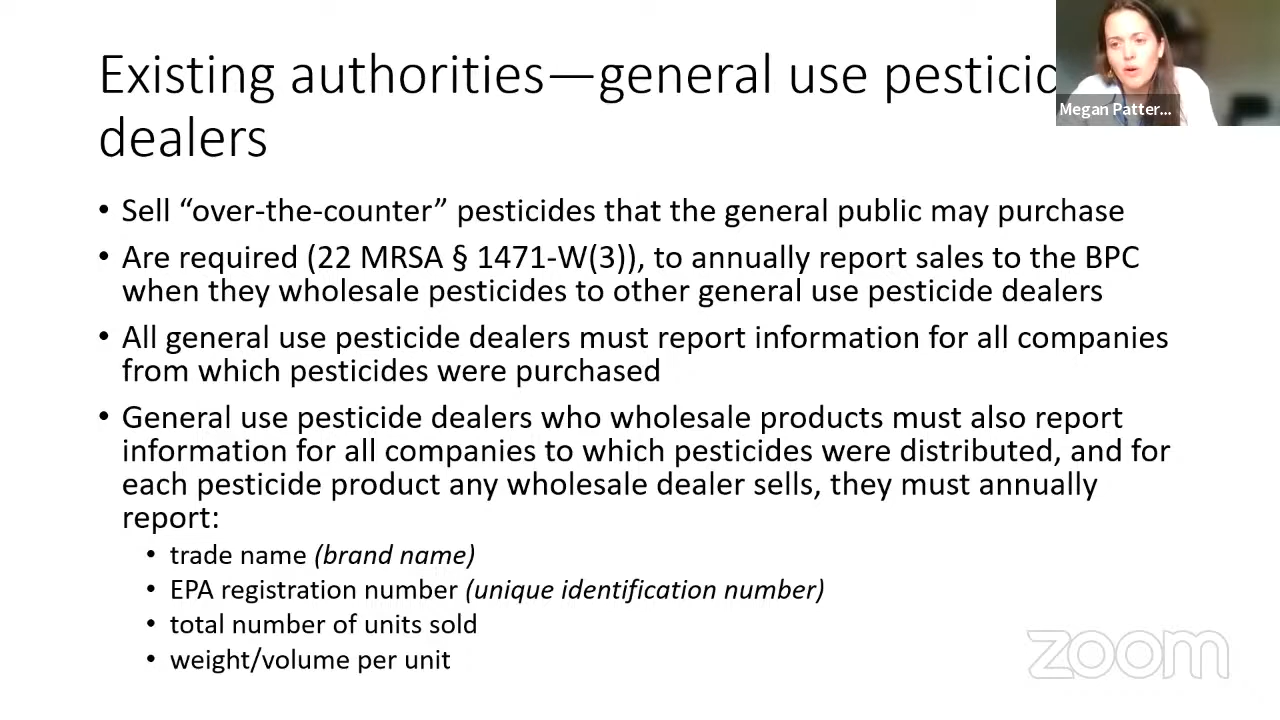 Existing authorities—general use pesticid
dealers
Megan Patter...
• Sell “over-the-counter” pesticides that the general public may purchase
• Are required (22 MRSA § 1471-W(3)), to annually report sales to the BPC
when they wholesale pesticides to other general use pesticide dealers
• All general use pesticide dealers must report information for all companies
from which pesticides were purchased
• General use pesticide dealers who wholesale products must also report
information for all companies to which pesticides were distributed, and for
each pesticide product any wholesale dealer sells, they must annually
report:
• trade name (brand name)
• EPA registration number (unique identification number)
• total number of units sold
• weight/volume per unit
zoom